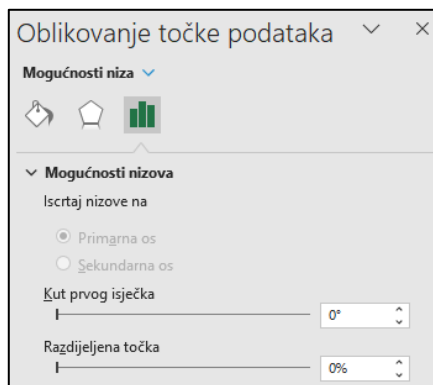 Oblikovanje točke podataka
Mogućnosti niza
Mogućnosti nizova
Iscrtaj nizove na
Primarna os
Sekundarna os
Kut prvog isječka
0°
Razdijeljena točka
0%